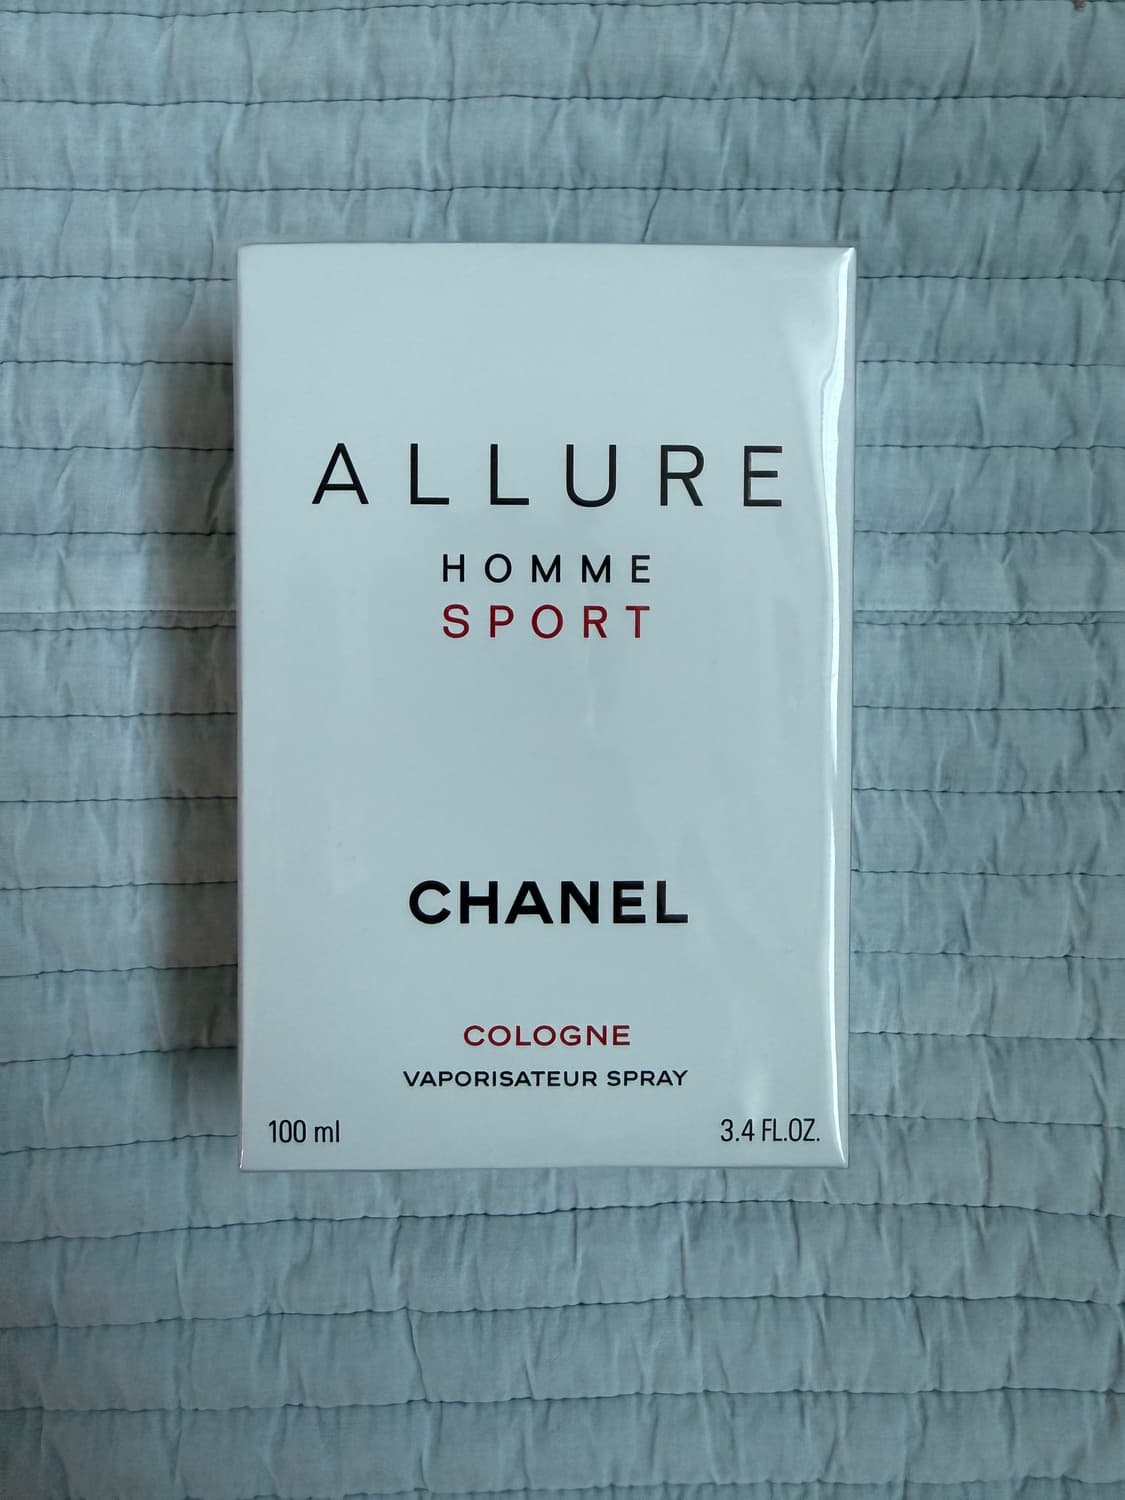 ALLURE
HOMME
SPORT
CHANEL
COLOGNE
VAPORISATEUR SPRAY
100 ml 3.4 FL.OZ.